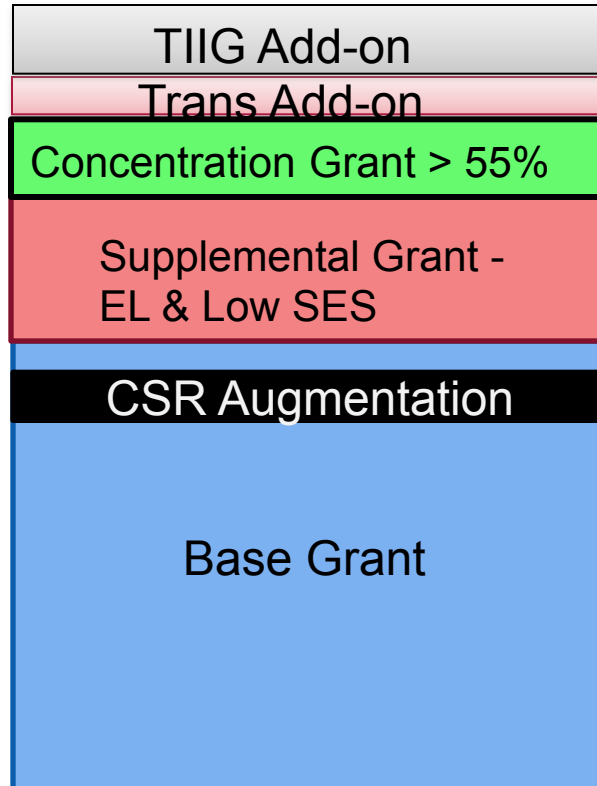 TIIG Add-on
Trans Add-on
Concentration Grant > 55%
Supplemental Grant -
EL & Low SES
CSR Augmentation
Base Grant